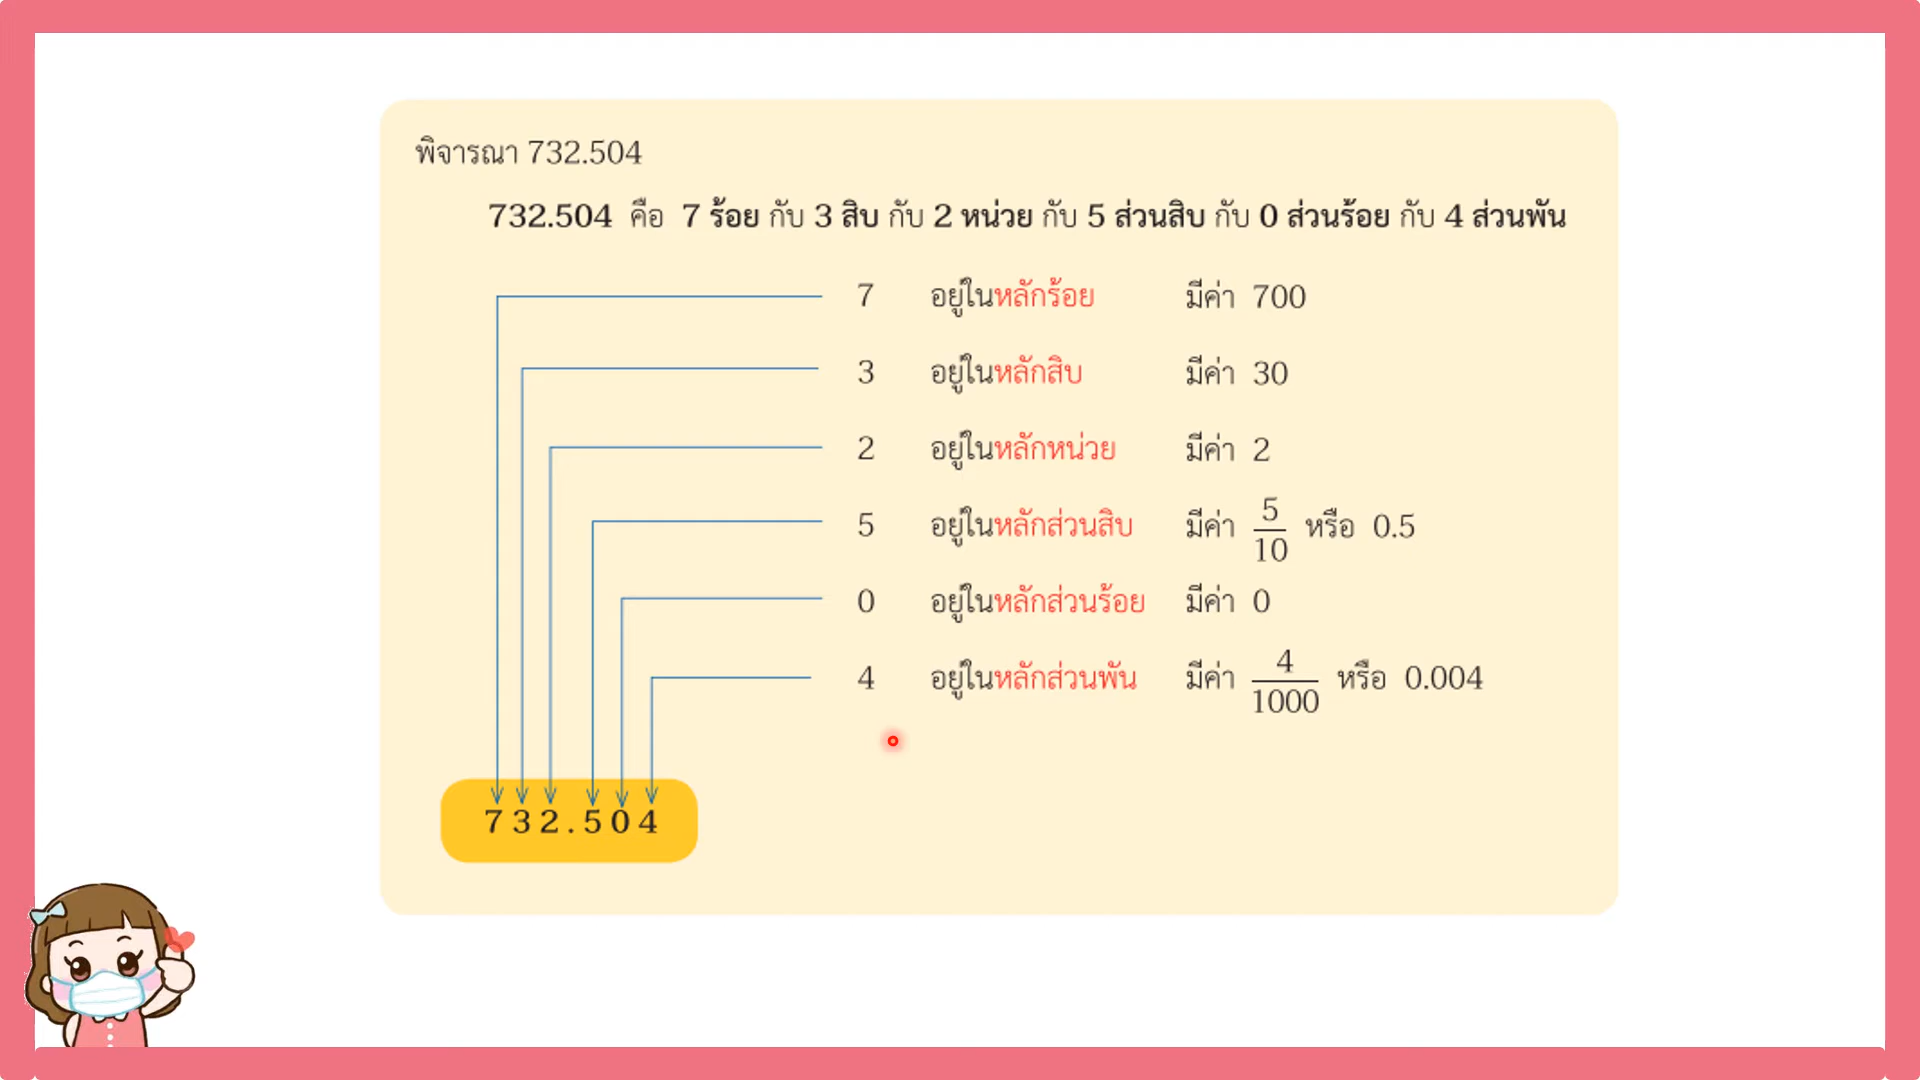 พิจารณา 732.504
732.504 คือ 7 ร้อย กับ 3 สิบ กับ 2 หน่วย กับ 5 ส่วนสิบ กับ 0 ส่วนร้อย กับ 4 ส่วนพัน
7 อยู่ในหลักร้อย มีค่า 700
3 อยู่ในหลักสิบ มีค่า 30
2 อยู่ในหลักหน่วย มีค่า 2
5 อยู่ในหลักส่วนสิบ มีค่า 5/10 หรือ 0.5
0 อยู่ในหลักส่วนร้อย มีค่า 0
4 อยู่ในหลักส่วนพัน มีค่า 4/1000 หรือ 0.004
732.504